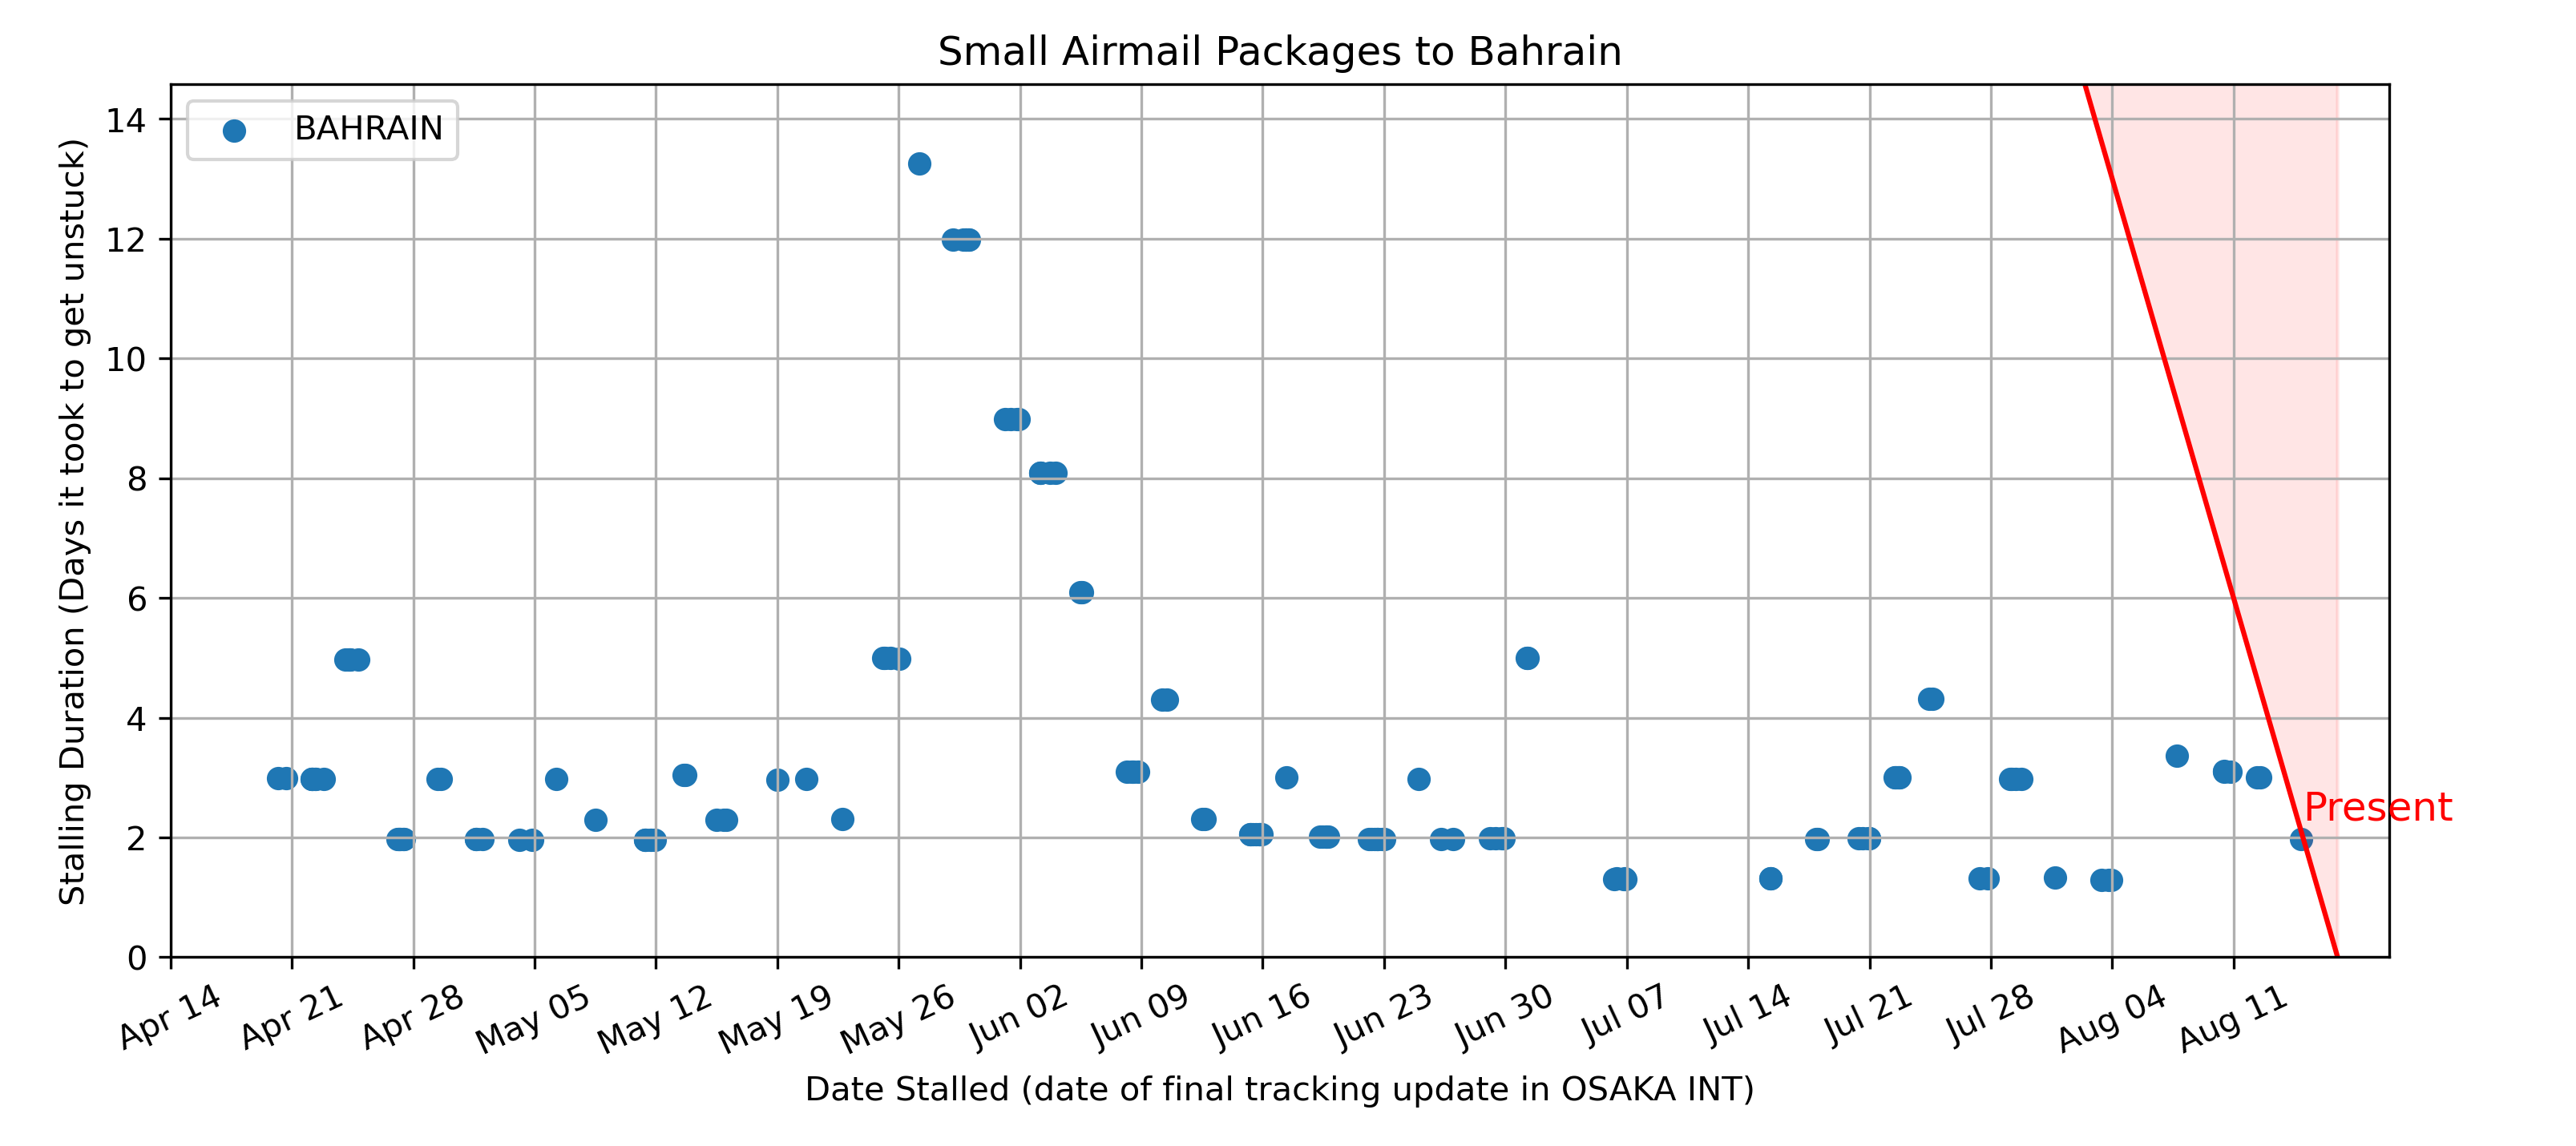 Small Airmail Packages to Bahrain
BAHRAIN
Stalling Duration (Days it took to get unstuck)
14
12
10
8
6
4
2
0
Present
Apr 14
Apr 21
Apr 28
May 05
May 12
May 19
May 26
Jun 02
Jun 09
Jun 16
Jun 23
Jun 30
Jul 07
Jul 14
Jul 21
Jul 28
Aug 04
Aug 11
Date Stalled (date of final tracking update in OSAKA INT)